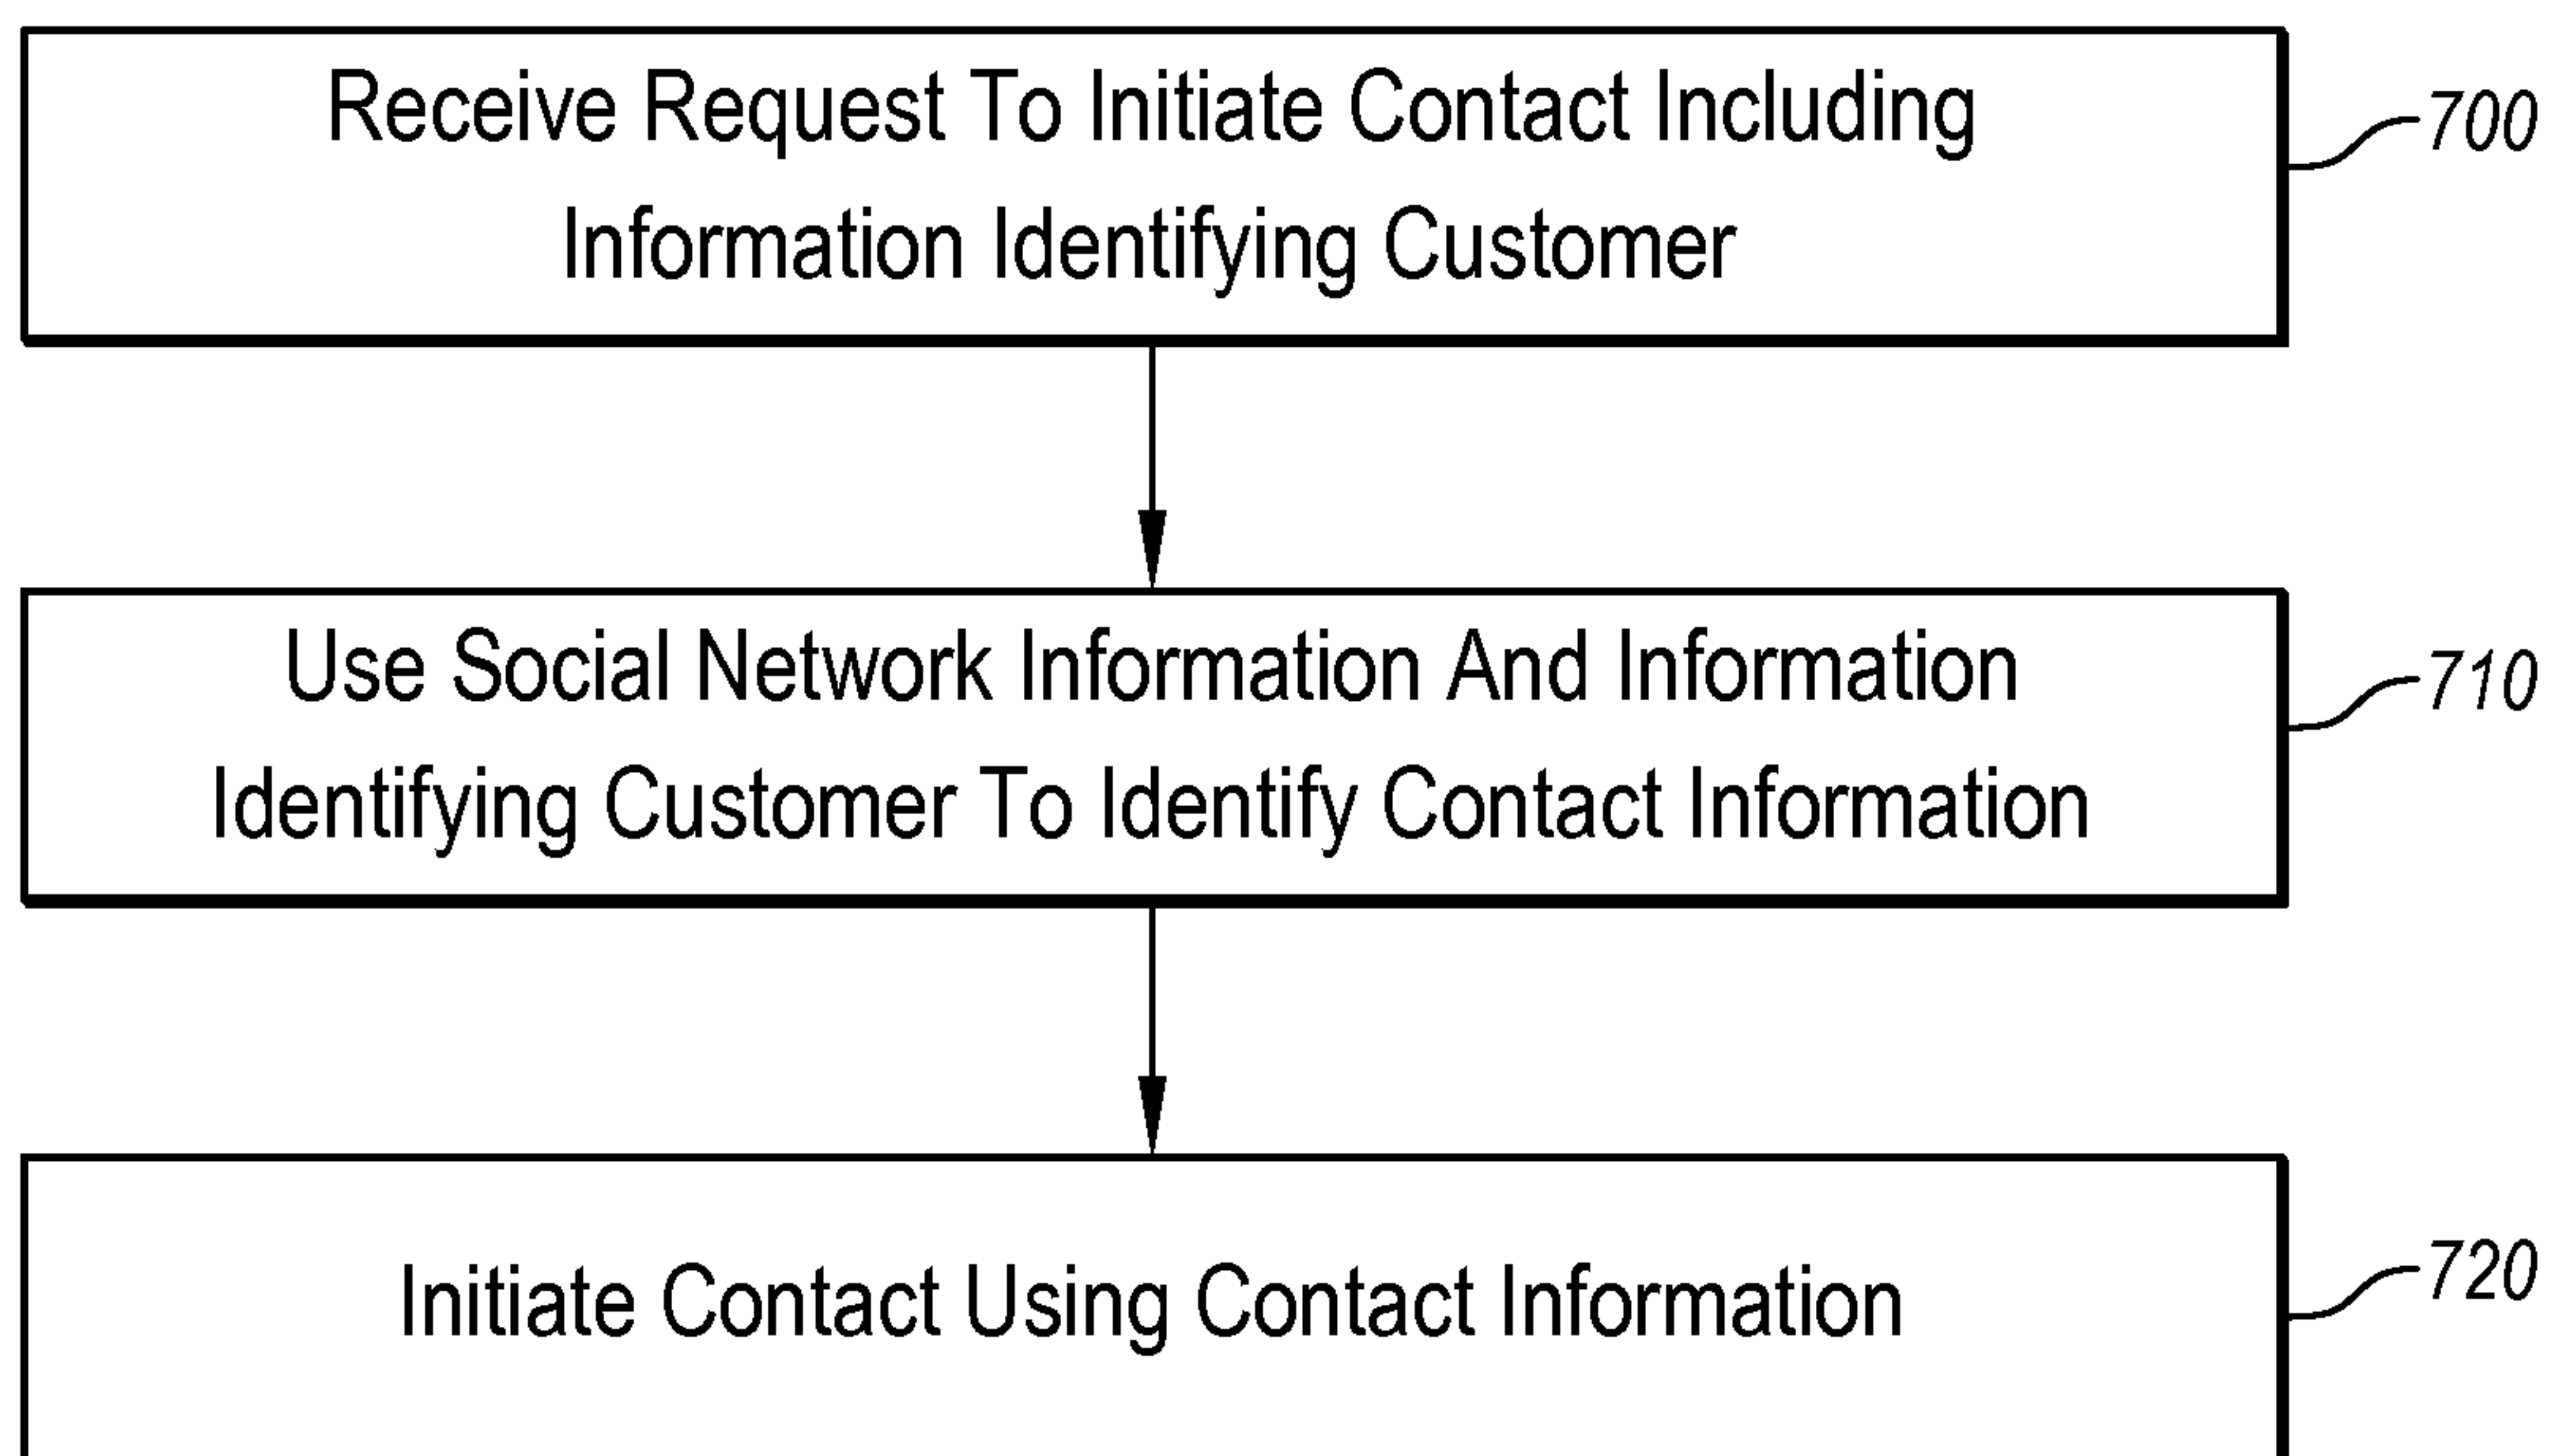 Receive Request To Initiate Contact Including
Information Identifying Customer
700
Use Social Network Information And Information
Identifying Customer To Identify Contact Information
710
Initiate Contact Using Contact Information
720